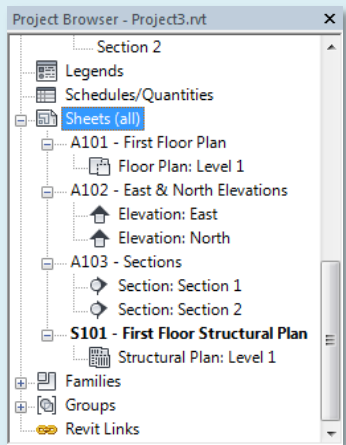 Project Browser - Project3.rvt
Section 2
Legends
Schedules/Quantities
Sheets (all)
A101 - First Floor Plan
Floor Plan: Level 1
A102 - East & North Elevations
Elevation: East
Elevation: North
A103 - Sections
Section: Section 1
Section: Section 2
S101 - First Floor Structural Plan
Structural Plan: Level 1
Families
Groups
Revit Links